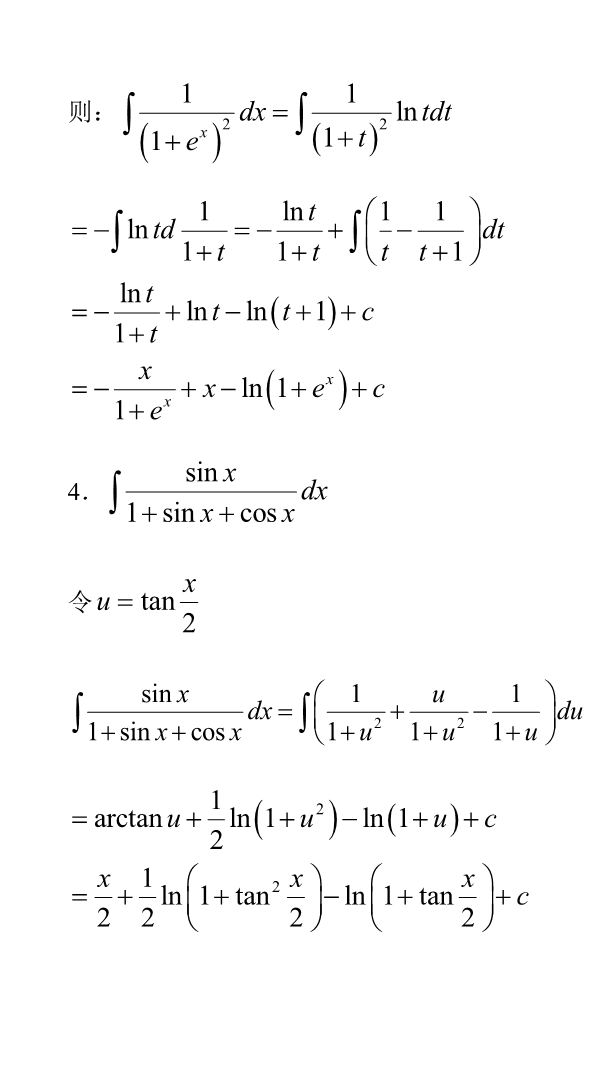 则：∫ 1/(1+e^x)^2 dx = ∫ 1/(1+t)^2 ln tdt
= −∫ ln td 1/(1+t) = − ln t/(1+t) + ∫(1/t − 1/(t+1))dt
= − ln t/(1+t) + ln t − ln(t+1) + c
= − x/(1+e^x) + x − ln(1+e^x) + c
4. ∫ sin x/(1+sin x+cos x) dx
令 u = tan x/2
∫ sin x/(1+sin x+cos x) dx = ∫(1/(1+u^2) + u/(1+u^2) − 1/(1+u))du
= arctan u + 1/2 ln(1+u^2) − ln(1+u) + c
= x/2 + 1/2 ln(1+tan^2 x/2) − ln(1+tan x/2) + c